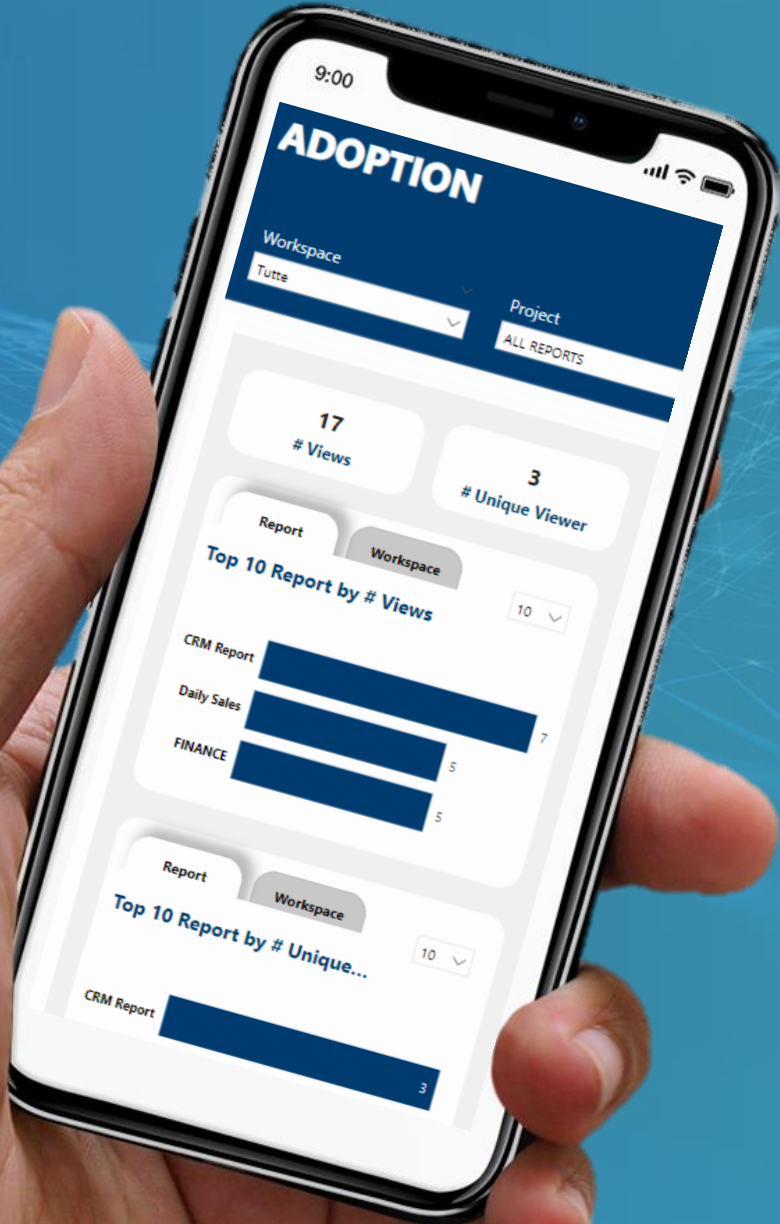 9:00
ADOPTION
Workspace
Tutte
Project
ALL REPORTS
17
# Views
3
# Unique Viewer
Report
Workspace
Top 10 Report by # Views
10
CRM Report
7
Daily Sales
5
FINANCE
5
Report
Workspace
Top 10 Report by # Unique...
10
CRM Report
3